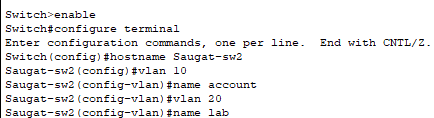 Switch>enable
Switch#configure terminal
Enter configuration commands, one per line.  End with CNTL/Z.
Switch(config)#hostname Saugat-sw2
Saugat-sw2(config)#vlan 10
Saugat-sw2(config-vlan)#name account
Saugat-sw2(config-vlan)#vlan 20
Saugat-sw2(config-vlan)#name lab